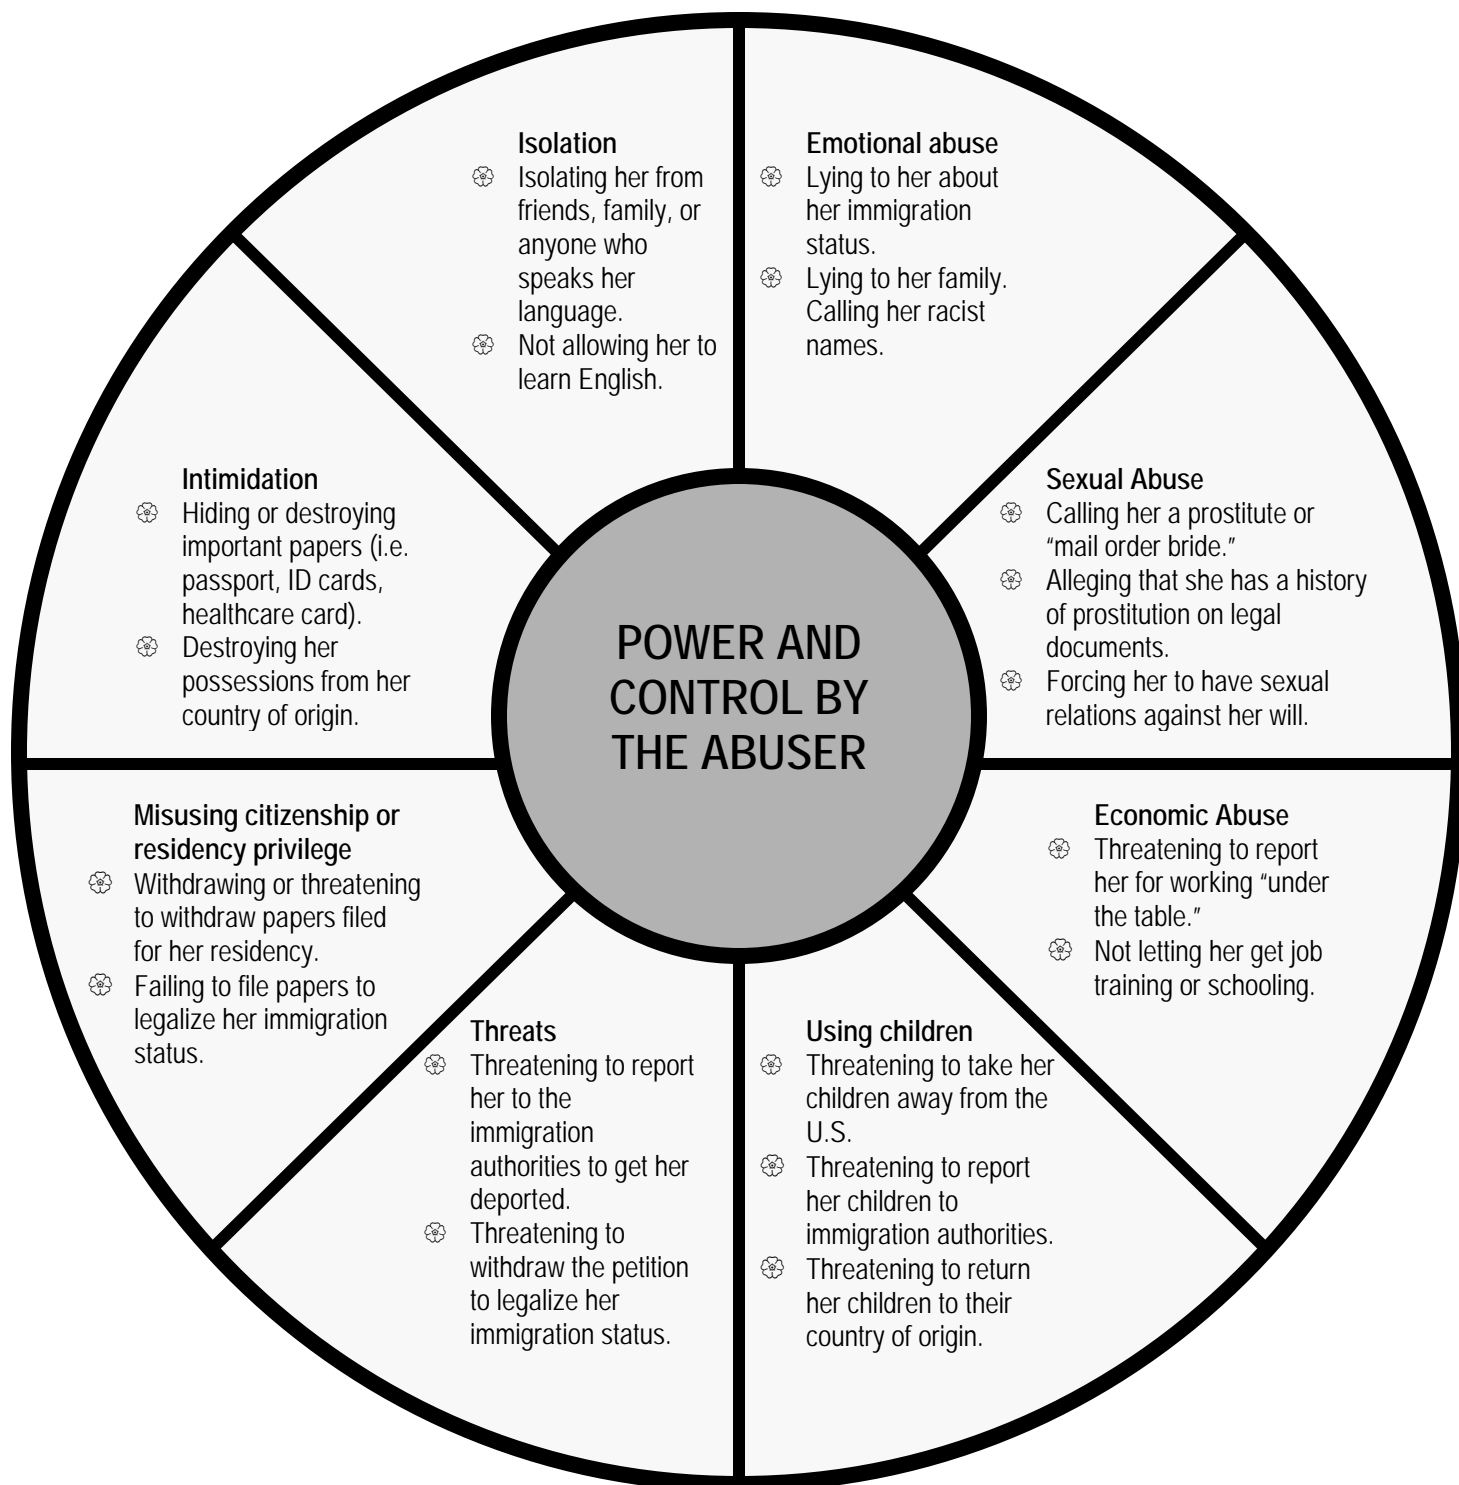 Isolation
Isolating her from
friends, family, or
anyone who
speaks her
language.
Not allowing her to
learn English.
Emotional abuse
Lying to her about
her immigration
status.
Lying to her family.
Calling her racist
names.
Intimidation
Hiding or destroying
important papers (i.e.
passport, ID cards,
healthcare card).
Destroying her
possessions from her
country of origin.
Sexual Abuse
Calling her a prostitute or
“mail order bride.”
Alleging that she has a history
of prostitution on legal
documents.
Forcing her to have sexual
relations against her will.
POWER AND
CONTROL BY
THE ABUSER
Misusing citizenship or
residency privilege
Withdrawing or threatening
to withdraw papers filed
for her residency.
Failing to file papers to
legalize her immigration
status.
Economic Abuse
Threatening to report
her for working “under
the table.”
Not letting her get job
training or schooling.
Threats
Threatening to report
her to the
immigration
authorities to get her
deported.
Threatening to
withdraw the petition
to legalize her
immigration status.
Using children
Threatening to take her
children away from the
U.S.
Threatening to report
her children to
immigration authorities.
Threatening to return
her children to their
country of origin.